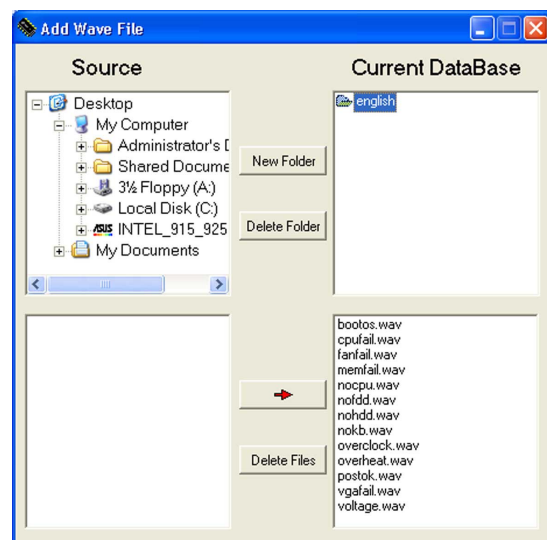 Add Wave File
Source
Current DataBase
Desktop
My Computer
Administrator's D
Shared Docume
3½ Floppy (A:)
Local Disk (C:)
ASUS INTEL_915_925
My Documents
New Folder
Delete Folder
english
Delete Files
bootos.wav
cpufail.wav
fanfail.wav
memfail.wav
nocpu.wav
nofdd.wav
nohdd.wav
nokb.wav
overclock.wav
overheat.wav
postok.wav
vgafail.wav
voltage.wav